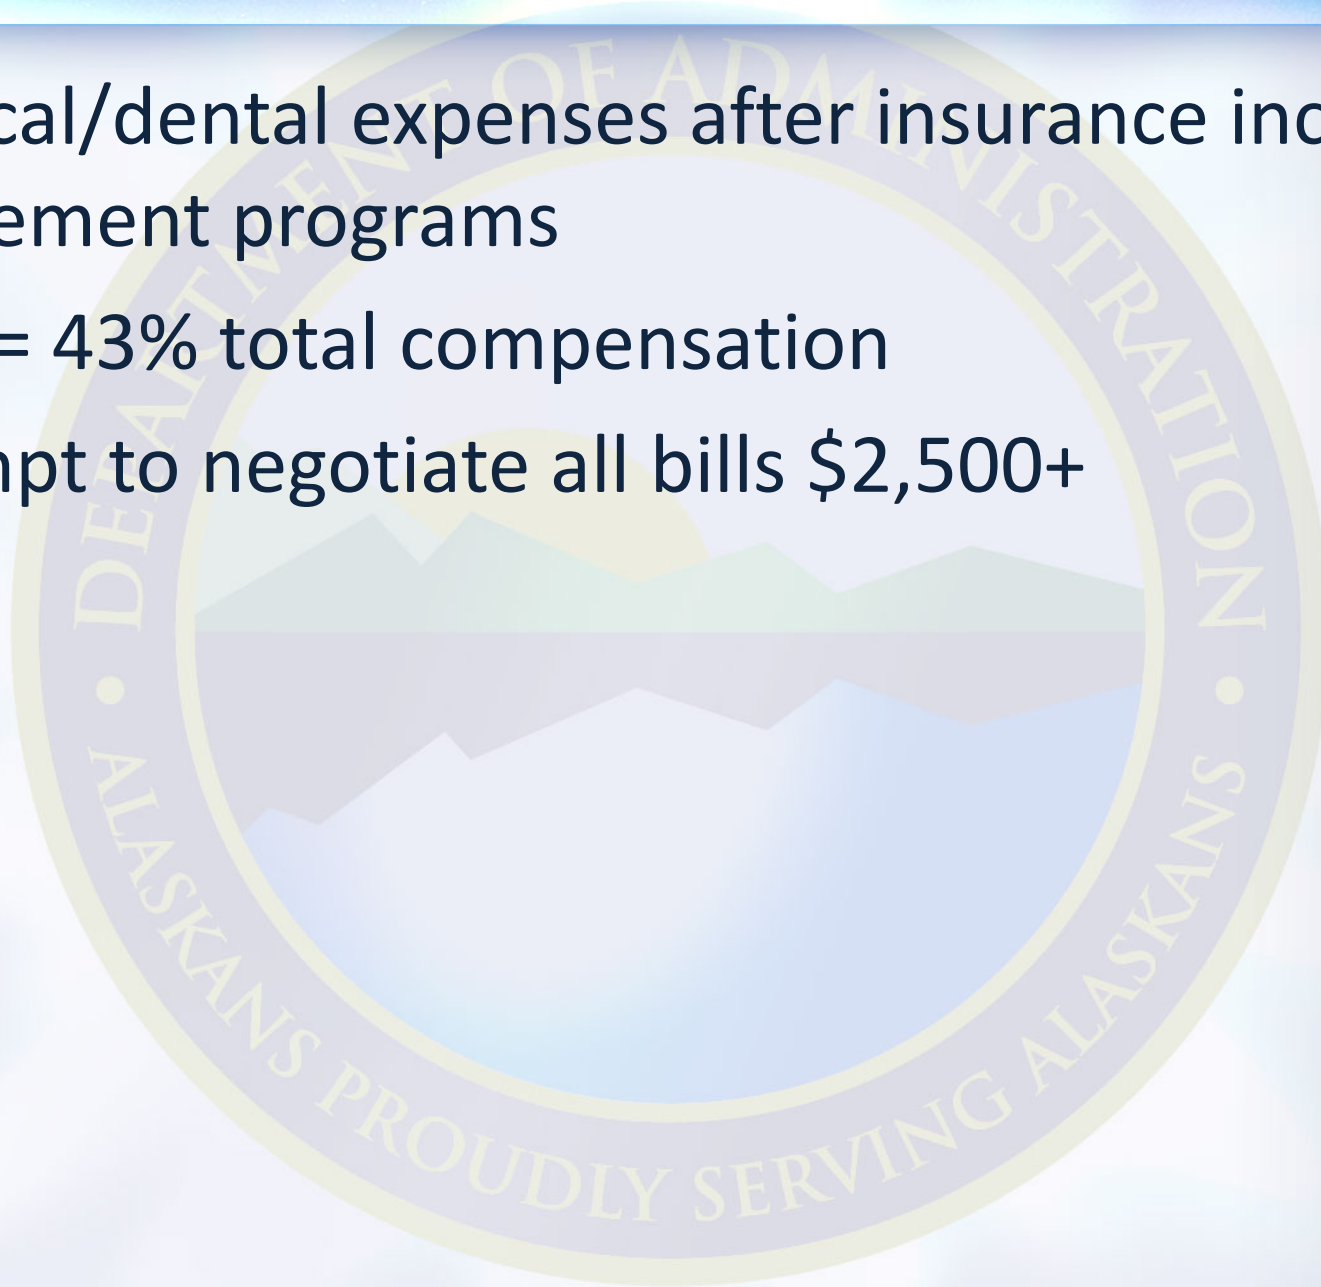 cal/dental expenses after insurance inc
ement programs
= 43% total compensation
mpt to negotiate all bills $2,500+
DEPARTMENT OF ADMINISTRATION
ALASKANS PROUDLY SERVING ALASKANS